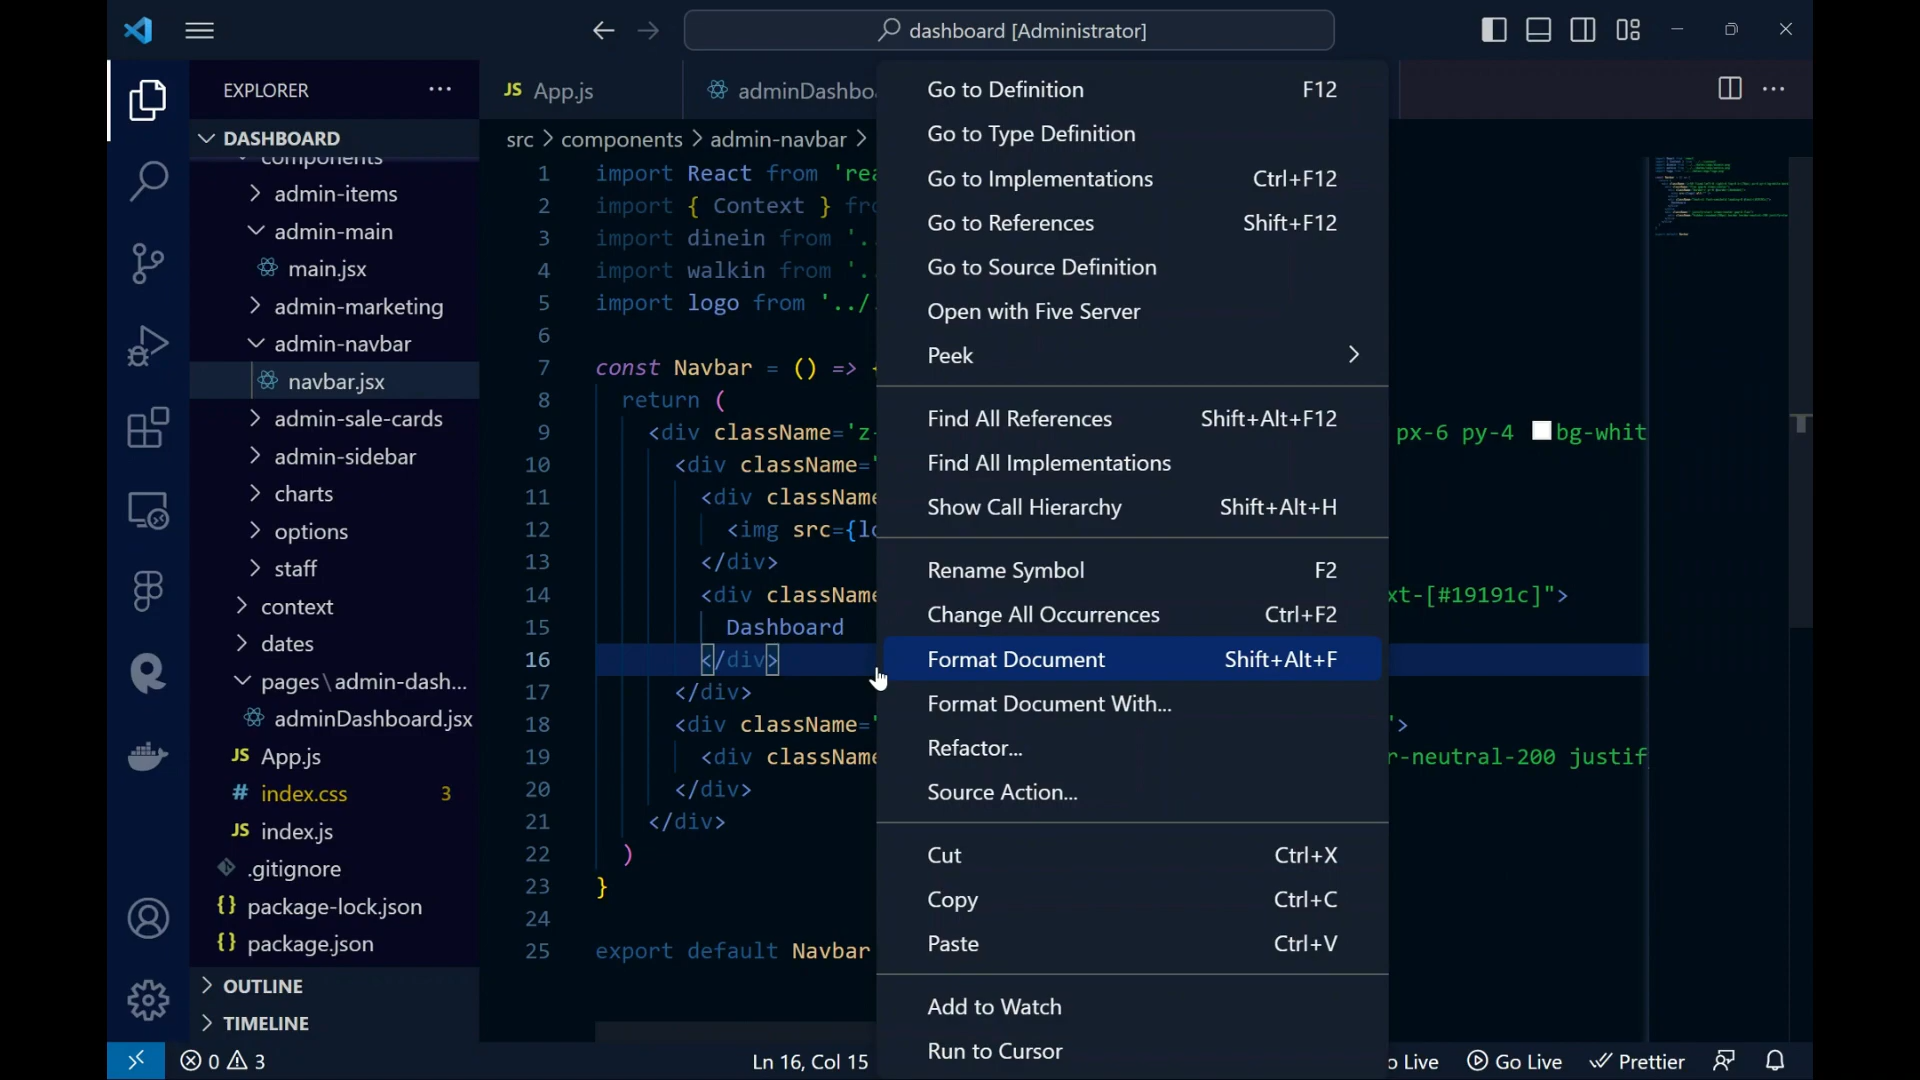 dashboard [Administrator]
EXPLORER
DASHBOARD
components
admin-items
admin-main
main.jsx
admin-marketing
admin-navbar
navbar.jsx
admin-sale-cards
admin-sidebar
charts
options
staff
context
dates
pages\admin-dash...
adminDashboard.jsx
JS App.js
# index.css 3
JS index.js
.gitignore
{} package-lock.json
{} package.json
OUTLINE
TIMELINE
JS App.js
adminDashbo
src > components > admin-navbar >
1 import React from 'rea
2 import { Context } fro
3 import dinein from '..
4 import walkin from '..
5 import logo from '../
6
7 const Navbar = () => {
8 return (
9 <div className='z- px-6 py-4 bg-whit
10 <div className='
11 <div className
12 <img src={lo
13 </div>
14 <div className xt-[#19191c]">
15 Dashboard
16 </div>
17 </div>
18 <div className=' '>
19 <div className r-neutral-200 justif
20 </div>
21 </div>
22 )
23 }
24
25 export default Navbar
Go to Definition F12
Go to Type Definition
Go to Implementations Ctrl+F12
Go to References Shift+F12
Go to Source Definition
Open with Five Server
Peek
Find All References Shift+Alt+F12
Find All Implementations
Show Call Hierarchy Shift+Alt+H
Rename Symbol F2
Change All Occurrences Ctrl+F2
Format Document Shift+Alt+F
Format Document With...
Refactor...
Source Action...
Cut Ctrl+X
Copy Ctrl+C
Paste Ctrl+V
Add to Watch
Run to Cursor
0 3 Ln 16, Col 15 o Live Go Live Prettier